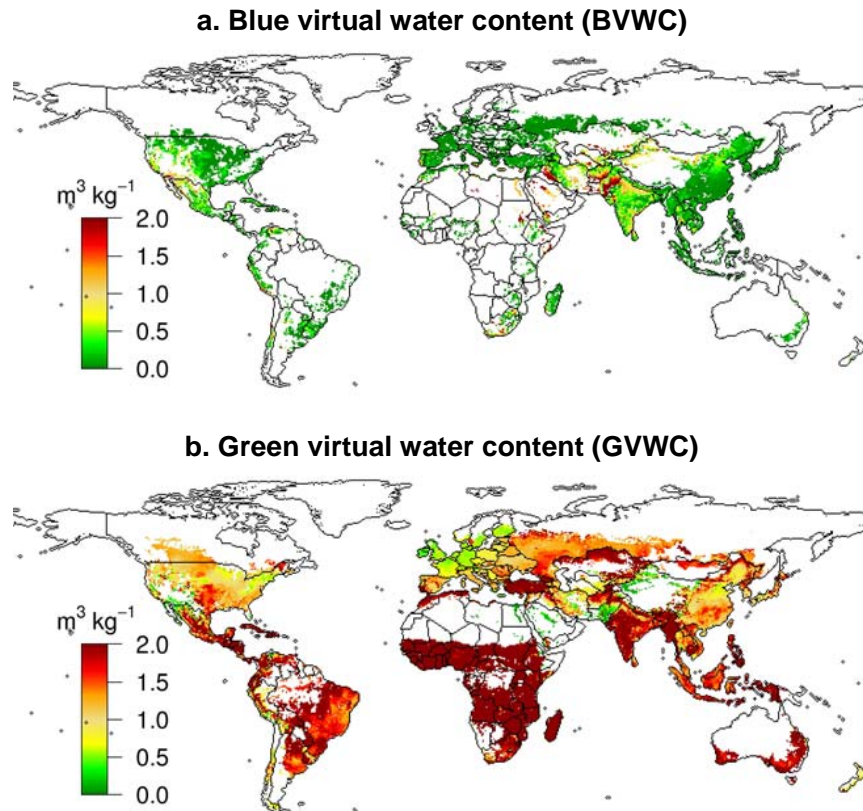 a. Blue virtual water content (BVWC)
m³ kg⁻¹
2.0
1.5
1.0
0.5
0.0
b. Green virtual water content (GVWC)
m³ kg⁻¹
2.0
1.5
1.0
0.5
0.0